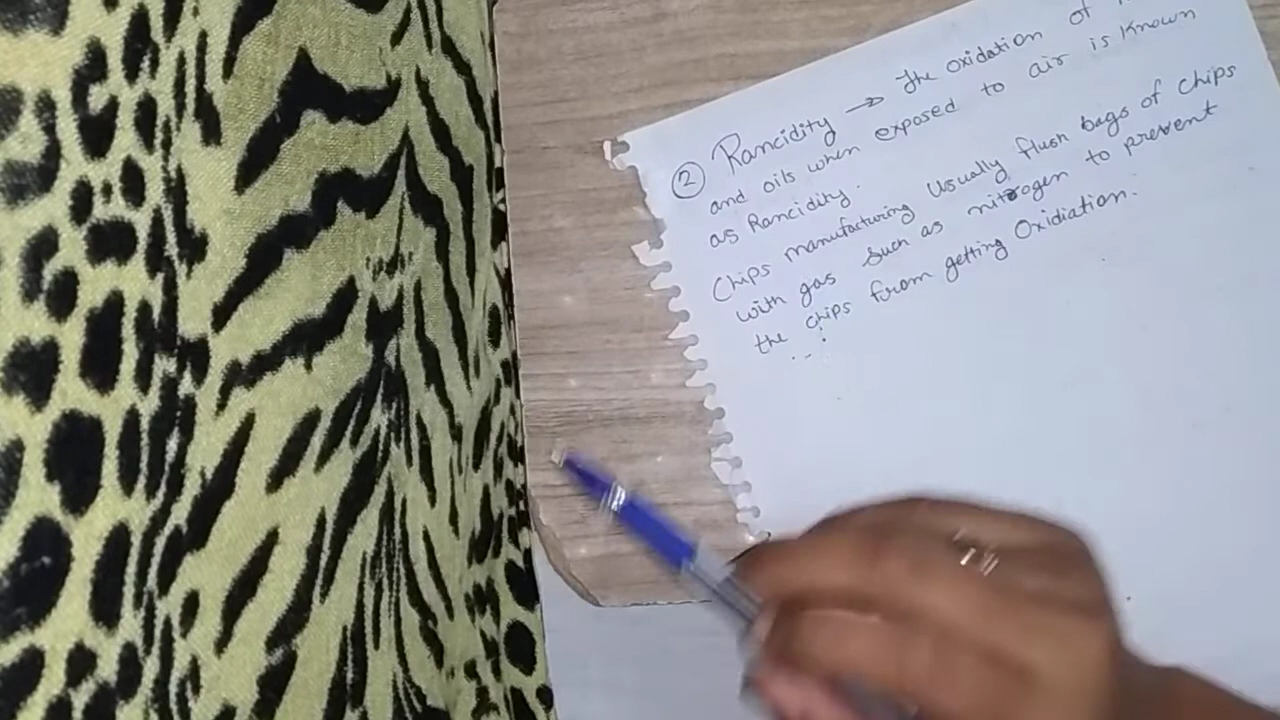 ② Rancidity → The oxidation of
and oils when exposed to air is known
as Rancidity.
Chips manufacturing usually flush bags of chips
with gas such as nitrogen to prevent
the chips from getting Oxidiation.